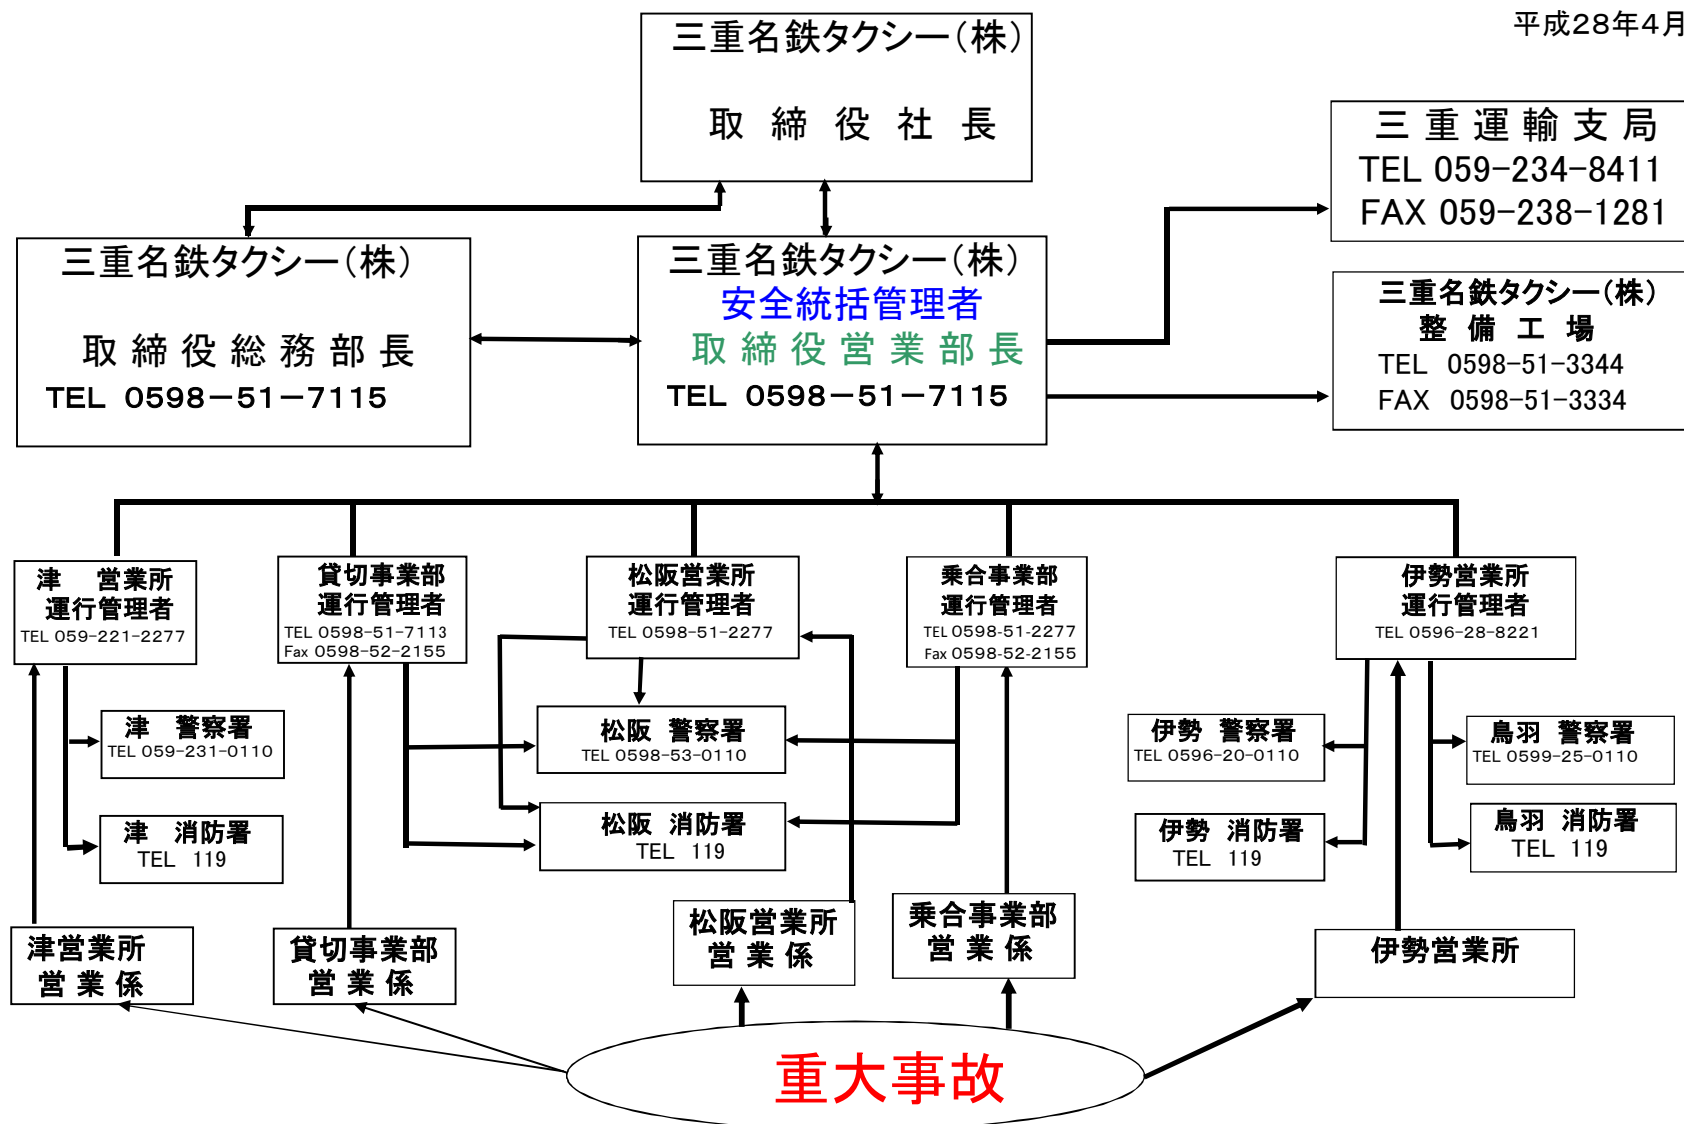 平成28年4月
三重名鉄タクシー（株）
取 締 役 社 長
三 重 運 輸 支 局
TEL 059-234-8411
FAX 059-238-1281
三重名鉄タクシー（株）
取 締 役 総 務 部 長
TEL 0598－51－7115
三重名鉄タクシー（株）
安全統括管理者
取 締 役 営 業 部 長
TEL 0598－51－7115
三重名鉄タクシー（株）
整 備 工 場
TEL 0598-51-3344
FAX 0598-51-3334
津 営業所
運行管理者
TEL 059-221-2277
貸切事業部
運行管理者
TEL 0598-51-7113
Fax 0598-52-2155
松阪営業所
運行管理者
TEL 0598-51-2277
乗合事業部
運行管理者
TEL 0598-51-2277
Fax 0598-52-2155
伊勢営業所
運行管理者
TEL 0596-28-8221
津 警察署
TEL 059-231-0110
松阪 警察署
TEL 0598-53-0110
伊勢 警察署
TEL 0596-20-0110
鳥羽 警察署
TEL 0599-25-0110
津 消防署
TEL 119
松阪 消防署
TEL 119
伊勢 消防署
TEL 119
鳥羽 消防署
TEL 119
津営業所
営 業 係
貸切事業部
営 業 係
松阪営業所
営 業 係
乗合事業部
営 業 係
伊勢営業所
重大事故